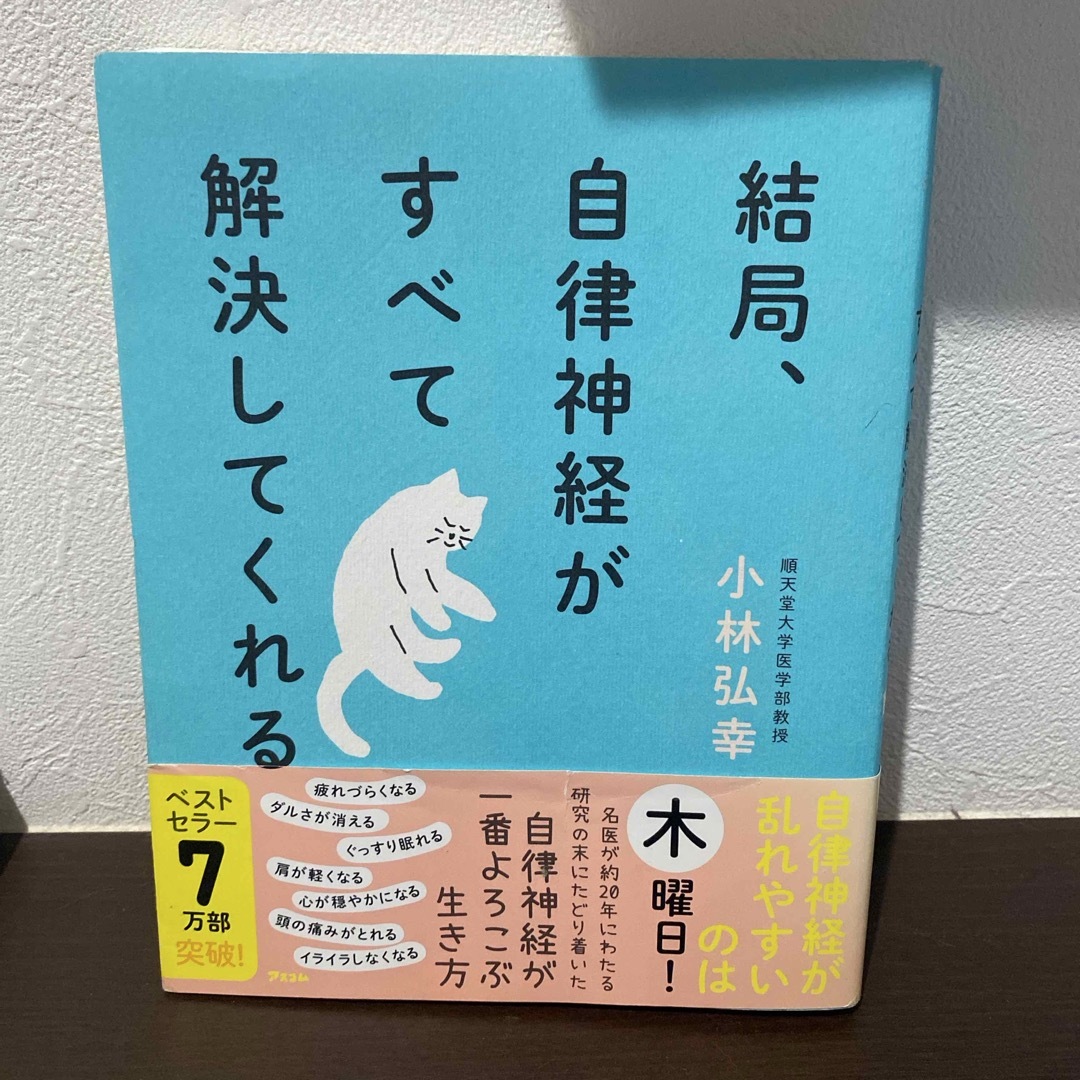 結局、
自律神経が
すべて
解決してくれる
順天堂大学医学部教授
小林弘幸
自律神経が
乱れやすい
のは
木曜日！
名医が約20年にわたる
研究の末にたどり着いた
自律神経が
一番よろこぶ
生き方
疲れづらくなる
ダルさが消える
ぐっすり眠れる
肩が軽くなる
心が穏やかになる
頭の痛みがとれる
イライラしなくなる
ベスト
セラー
7
万部
突破！
アスコム